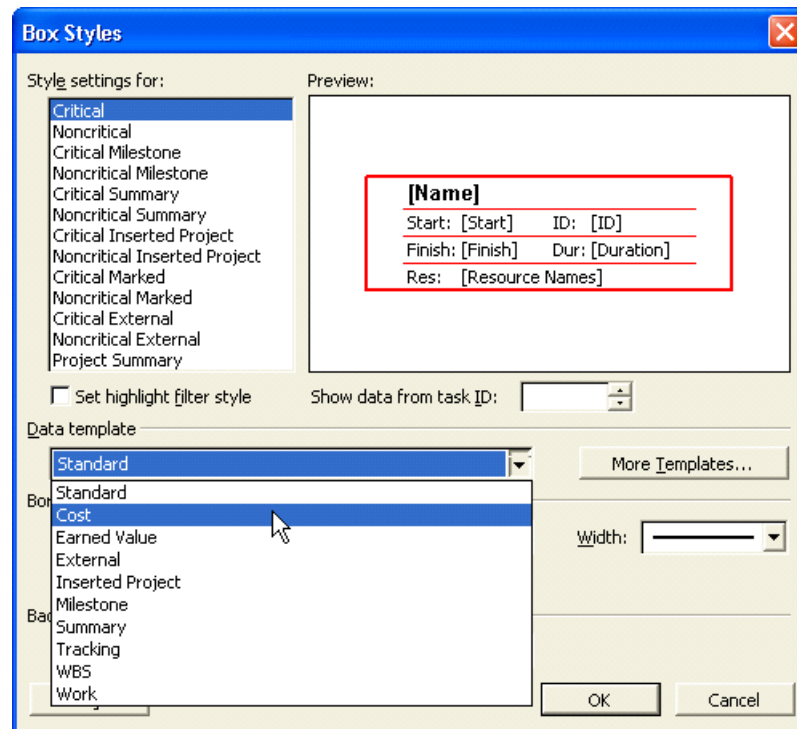 Box Styles
Style settings for:
Preview:
Critical
Noncritical
Critical Milestone
Noncritical Milestone
Critical Summary
Noncritical Summary
Critical Inserted Project
Noncritical Inserted Project
Critical Marked
Noncritical Marked
Critical External
Noncritical External
Project Summary
[Name]
Start: [Start] ID: [ID]
Finish: [Finish] Dur: [Duration]
Res: [Resource Names]
Set highlight filter style
Show data from task ID:
Data template
Standard
More Templates...
Standard
Cost
Earned Value
External
Inserted Project
Milestone
Summary
Tracking
WBS
Work
Width:
OK
Cancel